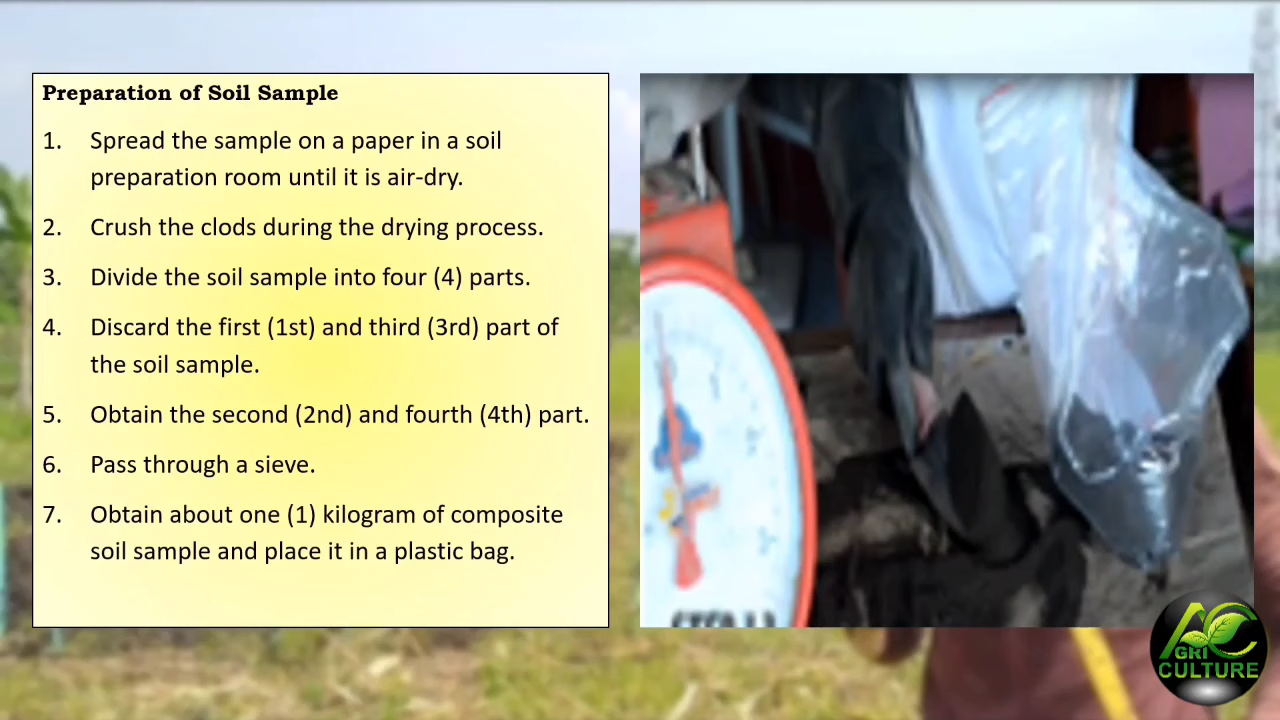 Preparation of Soil Sample
1. Spread the sample on a paper in a soil
preparation room until it is air-dry.
2. Crush the clods during the drying process.
3. Divide the soil sample into four (4) parts.
4. Discard the first (1st) and third (3rd) part of
the soil sample.
5. Obtain the second (2nd) and fourth (4th) part.
6. Pass through a sieve.
7. Obtain about one (1) kilogram of composite
soil sample and place it in a plastic bag.
AGRI
CULTURE